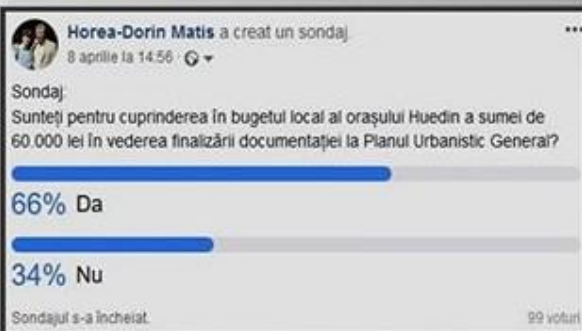 Horea-Dorin Matis a creat un sondaj.
8 aprilie la 14:56
Sondaj:
Sunteți pentru cuprinderea în bugetul local al orașului Huedin a sumei de
60.000 lei în vederea finalizării documentației la Planul Urbanistic General?
66% Da
34% Nu
Sondajul s-a încheiat.
99 voturi